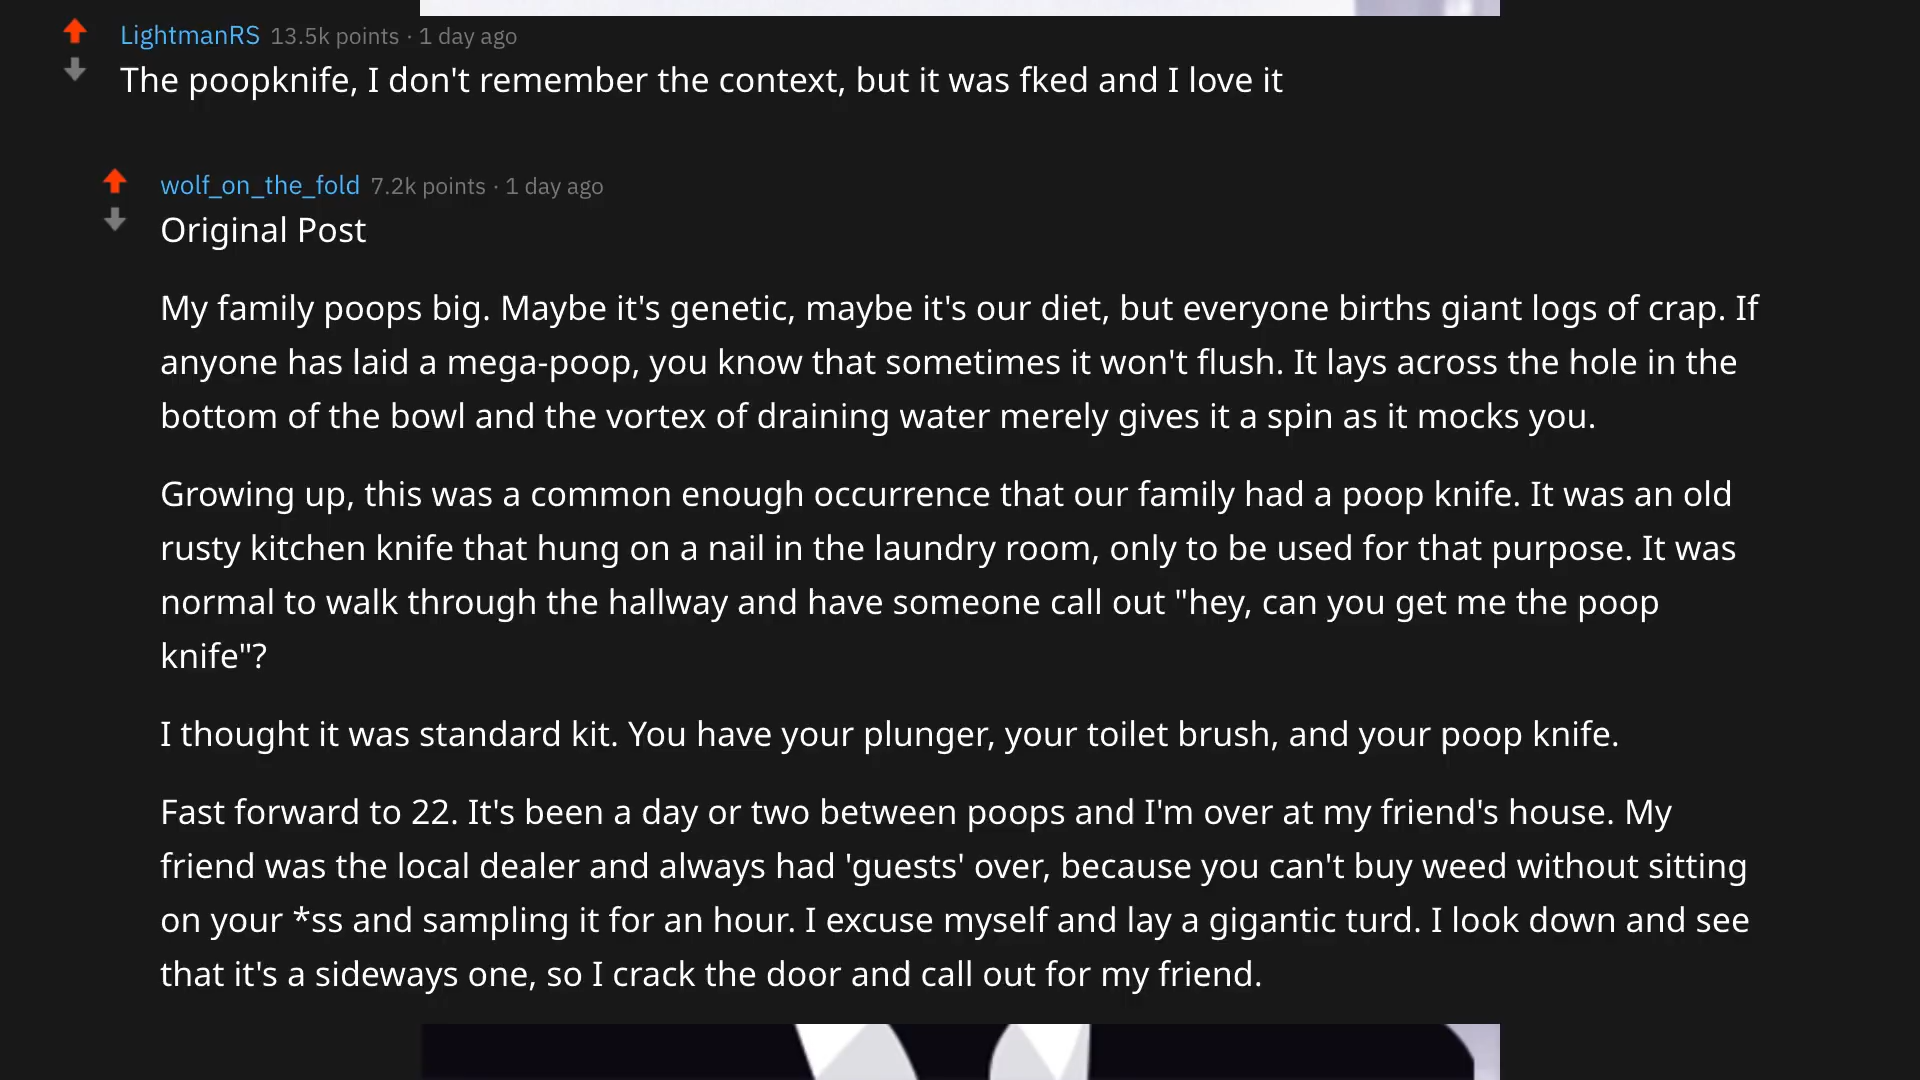 LightmanRS 13.5k points · 1 day ago
The poopknife, I don't remember the context, but it was fked and I love it
wolf_on_the_fold 7.2k points · 1 day ago
Original Post
My family poops big. Maybe it's genetic, maybe it's our diet, but everyone births giant logs of crap. If
anyone has laid a mega-poop, you know that sometimes it won't flush. It lays across the hole in the
bottom of the bowl and the vortex of draining water merely gives it a spin as it mocks you.
Growing up, this was a common enough occurrence that our family had a poop knife. It was an old
rusty kitchen knife that hung on a nail in the laundry room, only to be used for that purpose. It was
normal to walk through the hallway and have someone call out "hey, can you get me the poop
knife"?
I thought it was standard kit. You have your plunger, your toilet brush, and your poop knife.
Fast forward to 22. It's been a day or two between poops and I'm over at my friend's house. My
friend was the local dealer and always had 'guests' over, because you can't buy weed without sitting
on your *ss and sampling it for an hour. I excuse myself and lay a gigantic turd. I look down and see
that it's a sideways one, so I crack the door and call out for my friend.